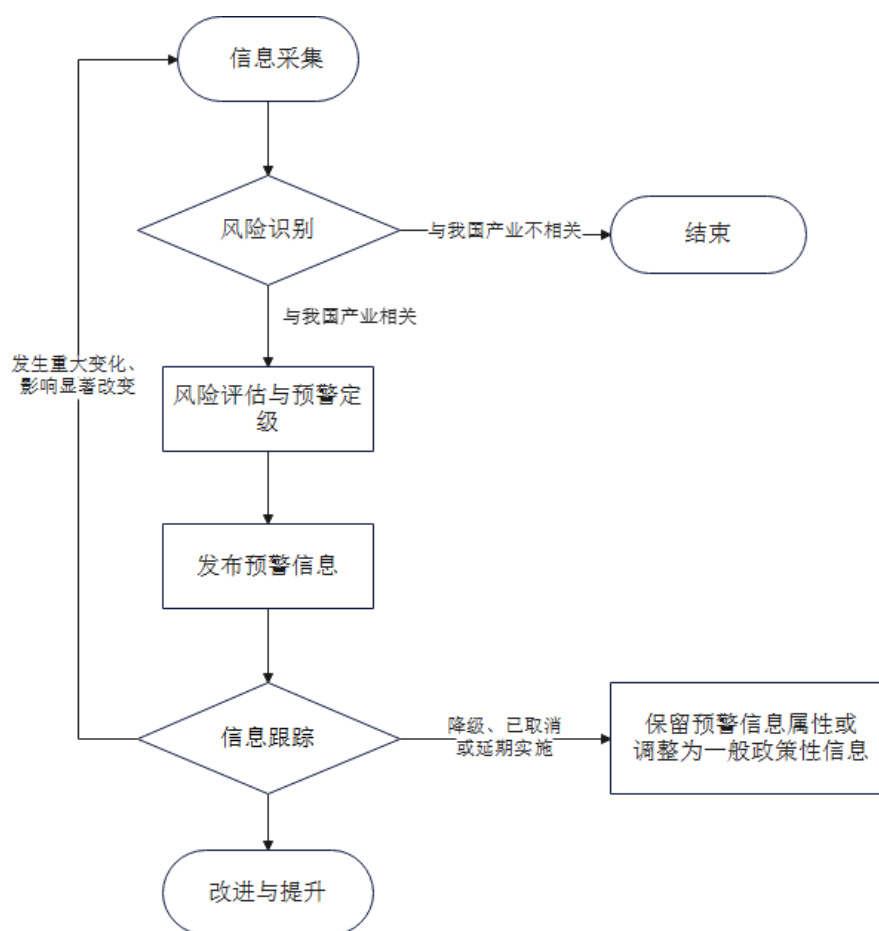 信息采集
风险识别
与我国产业不相关
结束
与我国产业相关
发生重大变化、
影响显著改变
风险评估与预警定
级
发布预警信息
信息跟踪
降级、已取消
或延期实施
保留预警信息属性或
调整为一般政策性信息
改进与提升